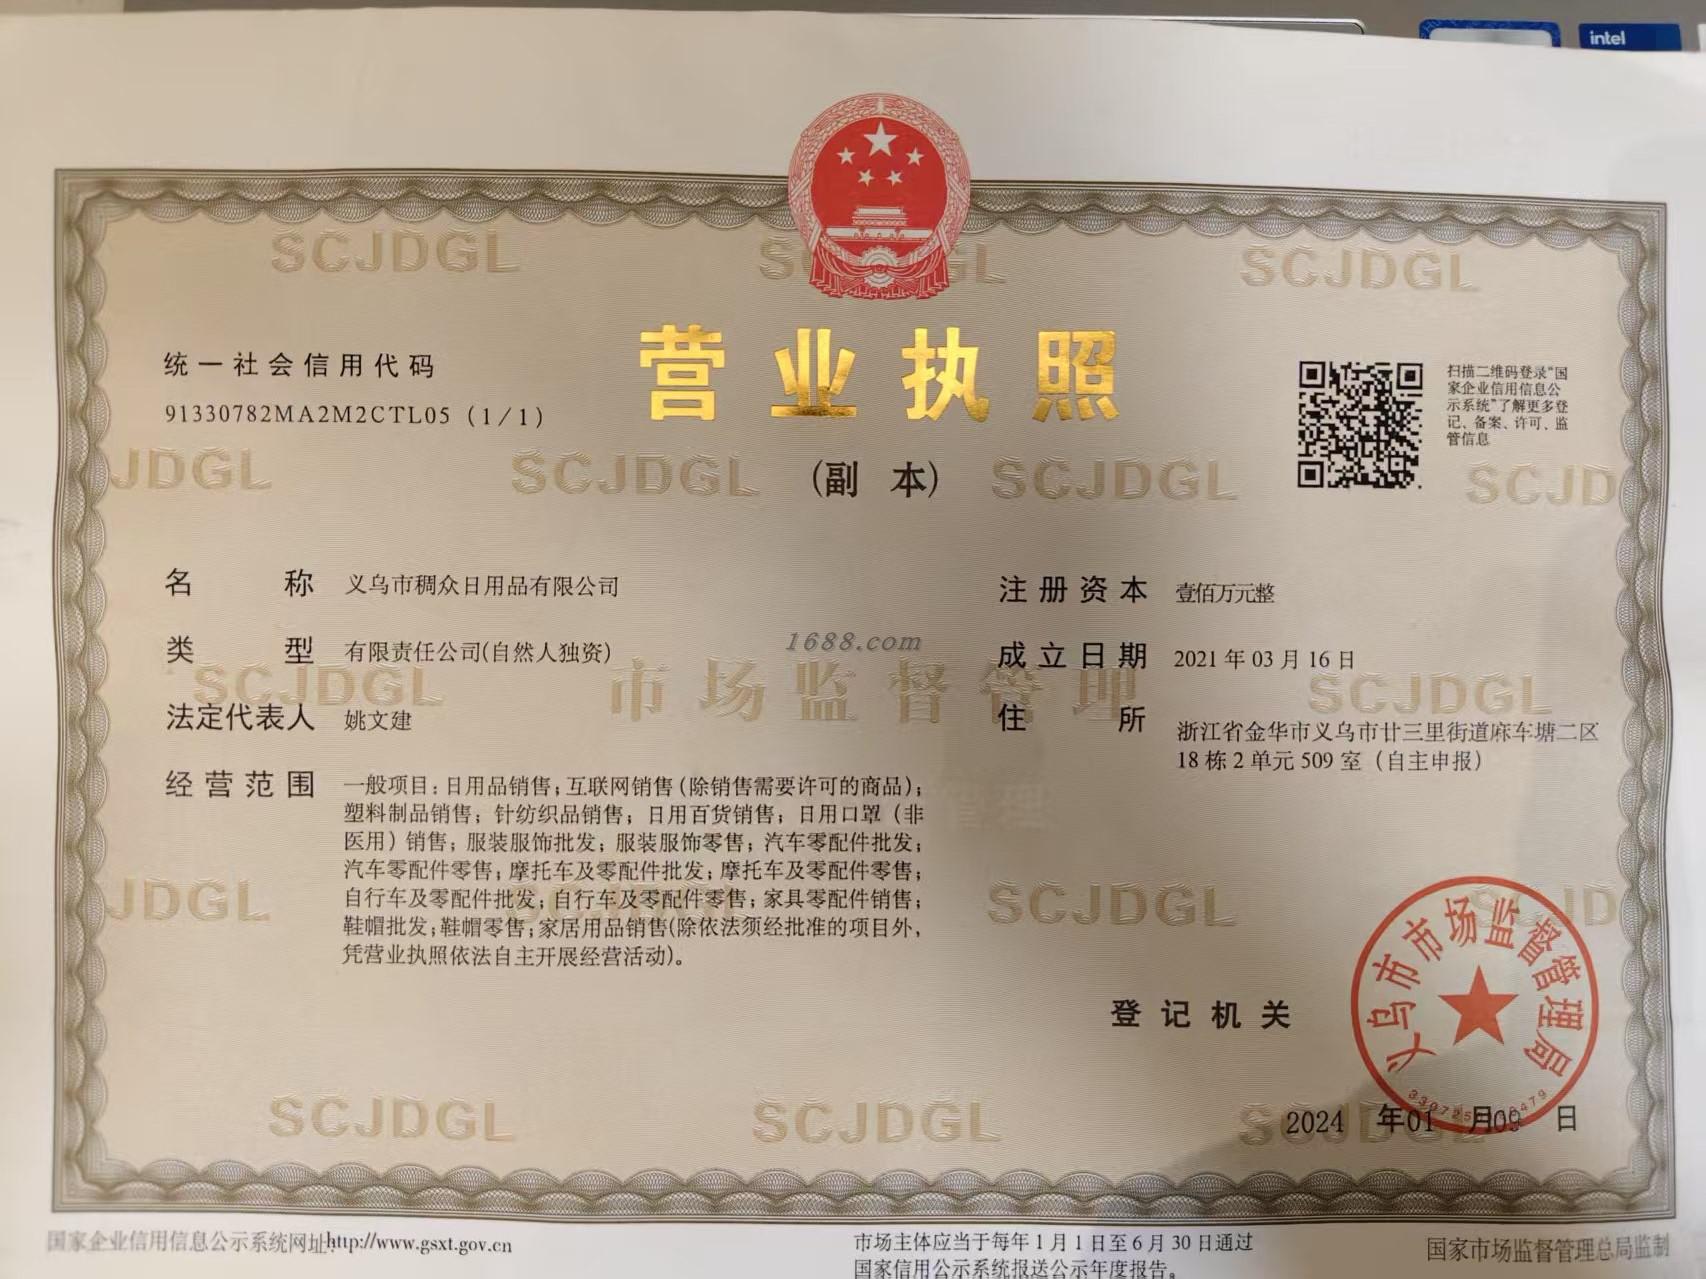 intel
SCJDGL
SCJDGL
统一社会信用代码
91330782MA2M2CTL05 (1/1)
营业执照
(副 本)
扫描二维码登录“国
家企业信用信息公
示系统”了解更多登
记、备案、许可、监
管信息
JDGL
SCJDGL
SCJDGL
SCJD
名 称 义乌市稠众日用品有限公司
类 型 有限责任公司(自然人独资)
法定代表人 姚文建
经营范围 一般项目：日用品销售；互联网销售(除销售需要许可的商品)；
塑料制品销售；针纺织品销售；日用百货销售；日用口罩（非
医用）销售；服装服饰批发；服装服饰零售；汽车零配件批发；
汽车零配件零售；摩托车及零配件批发；摩托车及零配件零售；
自行车及零配件批发；自行车及零配件零售；家具零配件销售；
鞋帽批发；鞋帽零售；家居用品销售(除依法须经批准的项目外，
凭营业执照依法自主开展经营活动)。
1688.com
市场监督管理
注册资本 壹佰万元整
成立日期 2021 年 03 月 16 日
住 所 浙江省金华市义乌市廿三里街道麻车塘二区
18 栋 2 单元 509 室（自主申报）
SCJDGL
SCJDGL
JDGL
SCJDGL
登记机关
义乌市市场监督管理局
2024 年01 月09 日
SCJDGL
SCJDGL
国家企业信用信息公示系统网址:http://www.gsxt.gov.cn
市场主体应当于每年 1 月 1 日至 6 月 30 日通过
国家信用公示系统报送公示年度报告。
国家市场监督管理总局监制